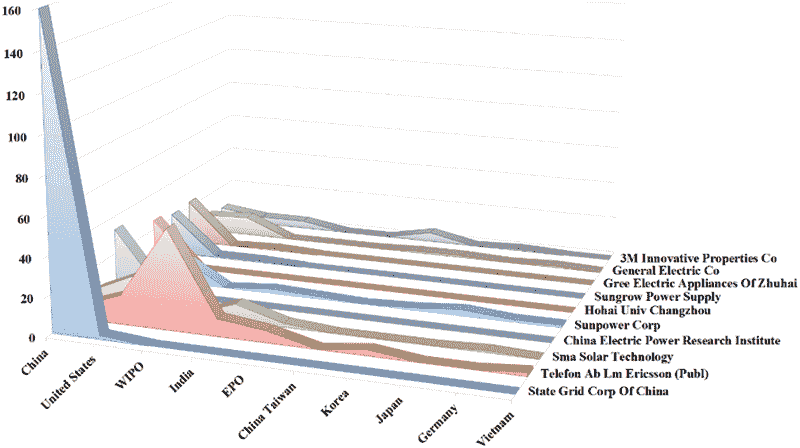 160
140
120
100
80
60
40
20
0
China
United States
WIPO
India
EPO
China Taiwan
Korea
Japan
Germany
Vietnam
3M Innovative Properties Co
General Electric Co
Gree Electric Appliances Of Zhuhai
Sungrow Power Supply
Hohai Univ Changzhou
Sunpower Corp
China Electric Power Research Institute
Sma Solar Technology
Telefon Ab Lm Ericsson (Publ)
State Grid Corp Of China